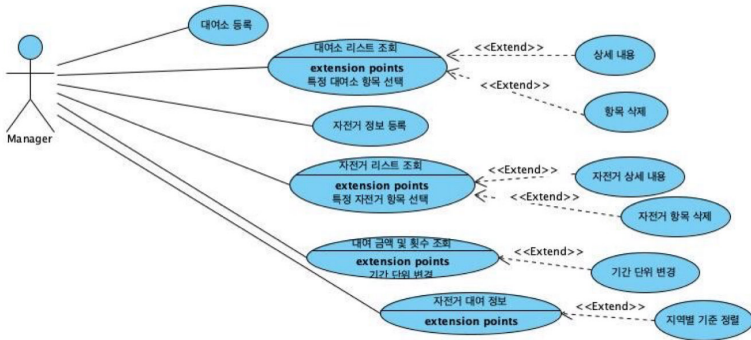 대여소 등록
대여소 리스트 조회
extension points
특정 대여소 항목 선택
<<Extend>>
상세 내용
<<Extend>>
항목 삭제
Manager
자전거 정보 등록
자전거 리스트 조회
extension points
특정 자전거 항목 선택
<<Extend>>
자전거 상세 내용
<<Extend>>
자전거 항목 삭제
대여 금액 및 횟수 조회
extension points
기간 단위 변경
<<Extend>>
기간 단위 변경
자전거 대여 정보
extension points
<<Extend>>
지역별 기준 정렬